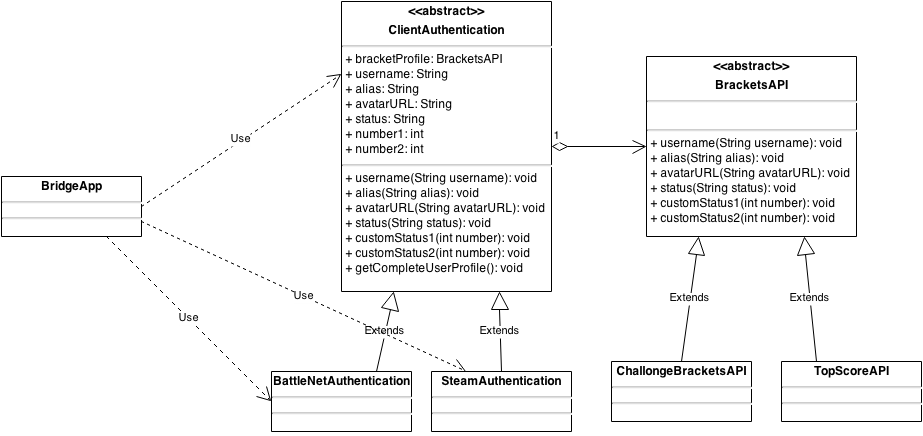 <<abstract>>
ClientAuthentication
+ bracketProfile: BracketsAPI
+ username: String
+ alias: String
+ avatarURL: String
+ status: String
+ number1: int
+ number2: int
+ username(String username): void
+ alias(String alias): void
+ avatarURL(String avatarURL): void
+ status(String status): void
+ customStatus1(int number): void
+ customStatus2(int number): void
+ getCompleteUserProfile(): void
1
<<abstract>>
BracketsAPI
+ username(String username): void
+ alias(String alias): void
+ avatarURL(String avatarURL): void
+ status(String status): void
+ customStatus1(int number): void
+ customStatus2(int number): void
Use
BridgeApp
Use
Use
Extends
Extends
Extends
Extends
BattleNetAuthentication
SteamAuthentication
ChallongeBracketsAPI
TopScoreAPI